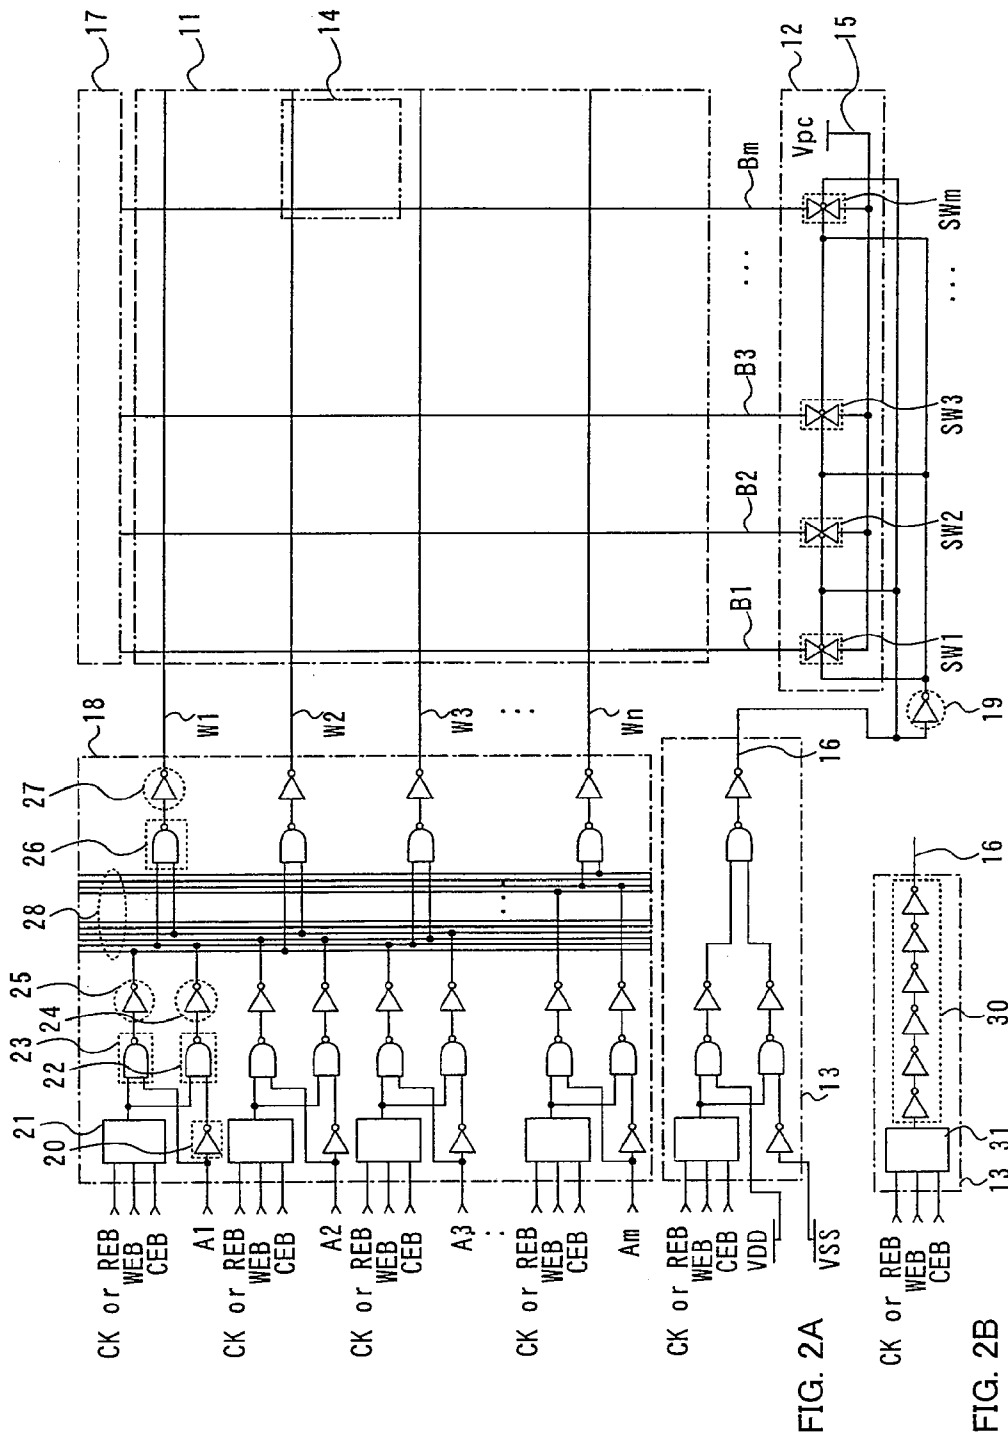 17
11
14
18
27
26
28
25
24
23
22
21
20
W1
W2
W3
...
Wn
CK or REB
WEB
CEB
A1
CK or REB
WEB
CEB
A2
CK or REB
WEB
CEB
A3
...
CK or REB
WEB
CEB
Am
B1
B2
B3
...
Bm
12
Vpc
15
SW1
SW2
SW3
...
SWm
19
16
CK or REB
WEB
CEB
VDD
VSS
13
FIG. 2A
CK or REB
WEB
CEB
16
30
31
13
FIG. 2B